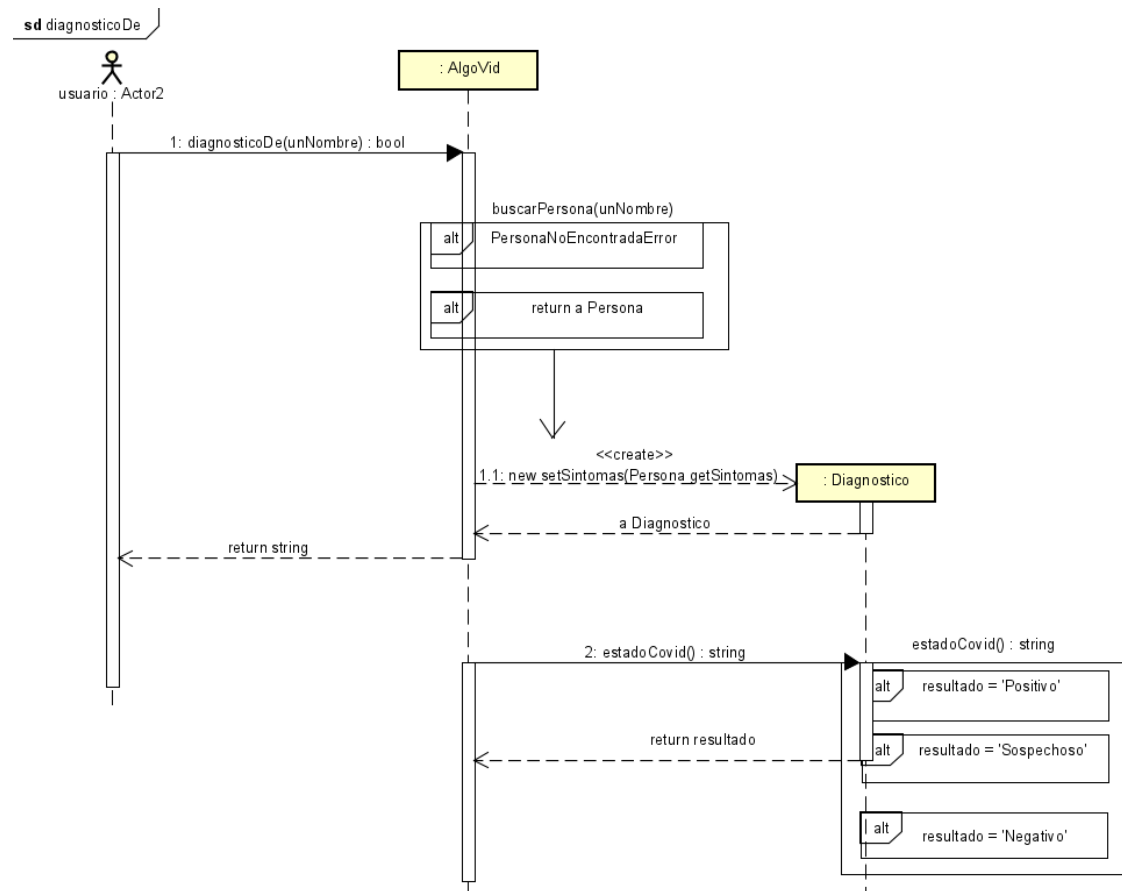 sd diagnosticoDe
usuario : Actor2
: AlgoVid
1: diagnosticoDe(unNombre) : bool
buscarPersona(unNombre)
alt PersonaNoEncontradaError
alt return a Persona
<<create>>
1.1: new setSintomas(Persona getSintomas)
: Diagnostico
a Diagnostico
return string
2: estadoCovid() : string
estadoCovid() : string
alt resultado = 'Positivo'
return resultado
alt resultado = 'Sospechoso'
alt resultado = 'Negativo'